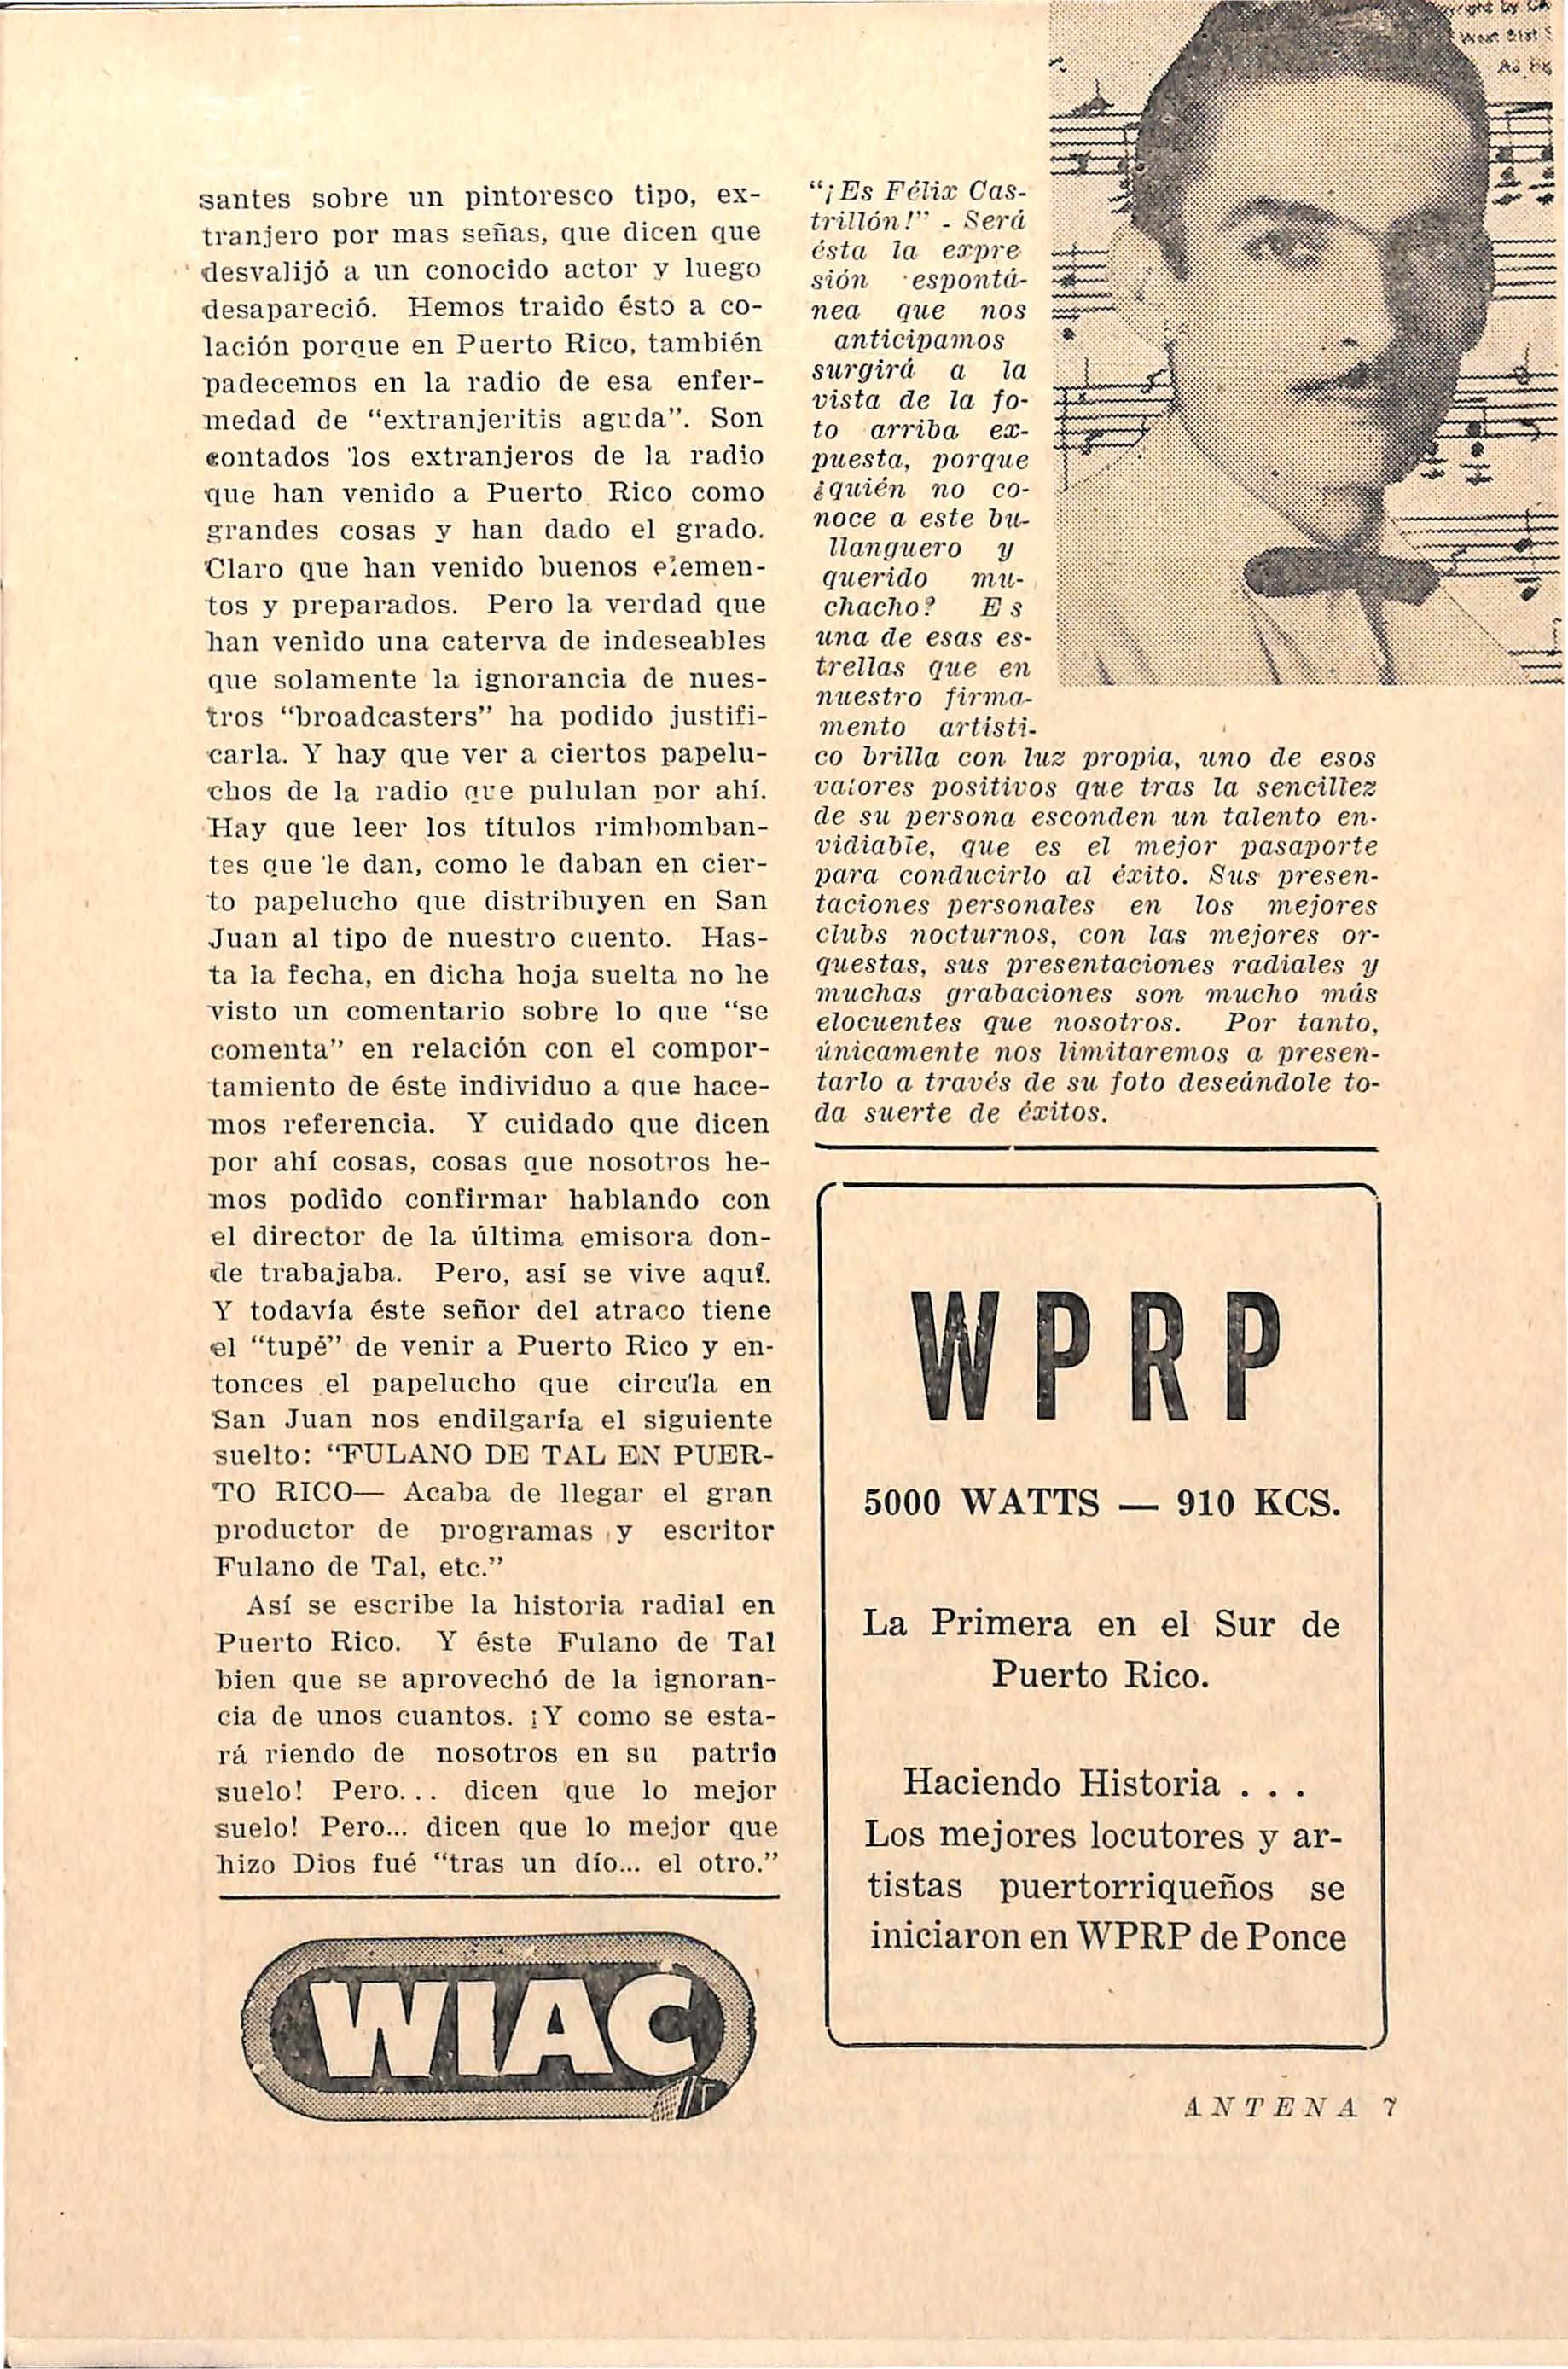 santes sobre un pintoresco tipo, ex-
tranjero por mas señas, que dicen que
desvalijó a un conocido actor y luego
desapareció. Hemos traido ésto a co-
lación porque en Puerto Rico, también
padecemos en la radio de esa enfer-
medad de “extranjeritis aguda”. Son
contados los extranjeros de la radio
que han venido a Puerto Rico como
grandes cosas y han dado el grado.
Claro que han venido buenos elemen-
tos y preparados. Pero la verdad que
han venido una caterva de indeseables
que solamente la ignorancia de nues-
tros “broadcasters” ha podido justifi-
carla. Y hay que ver a ciertos papelu-
chos de la radio que pululan por ahí.
Hay que leer los títulos rimbomban-
tes que le dan, como le daban en cier-
to papelucho que distribuyen en San
Juan al tipo de nuestro cuento. Has-
ta la fecha, en dicha hoja suelta no he
visto un comentario sobre lo que “se
comenta” en relación con el compor-
tamiento de éste individuo a que hace-
mos referencia. Y cuidado que dicen
por ahí cosas, cosas que nosotros he-
mos podido confirmar hablando con
el director de la última emisora don-
de trabajaba. Pero, así se vive aquí.
Y todavía éste señor del atraco tiene
el “tupé” de venir a Puerto Rico y en-
tonces el papelucho que circula en
San Juan nos endilgaría el siguiente
suelto: “FULANO DE TAL EN PUER-
TO RICO— Acaba de llegar el gran
productor de programas y escritor
Fulano de Tal, etc.”
Así se escribe la historia radial en
Puerto Rico. Y éste Fulano de Tal
bien que se aprovechó de la ignoran-
cia de unos cuantos. ¡Y como se esta-
rá riendo de nosotros en su patrio
suelo! Pero... dicen que lo mejor
suelo! Pero... dicen que lo mejor que
hizo Dios fué “tras un dío... el otro.”
WIAC
“¡Es Félix Cas-
trillón!” - Será
ésta la expre
sión espontá-
nea que nos
anticipamos
surgirá a la
vista de la fo-
to arriba ex-
puesta, porque
¿quién no co-
noce a este bu-
llanguero y
querido mu-
chacho? Es
una de esas es-
trellas que en
nuestro firma-
mento artísti-
co brilla con luz propia, uno de esos
valores positivos que tras la sencillez
de su persona esconden un talento en-
vidiable, que es el mejor pasaporte
para conducirlo al éxito. Sus presen-
taciones personales en los mejores
clubs nocturnos, con las mejores or-
questas, sus presentaciones radiales y
muchas grabaciones son mucho más
elocuentes que nosotros. Por tanto,
únicamente nos limitaremos a presen-
tarlo a través de su foto deseándole to-
da suerte de éxitos.
WPRP
5000 WATTS — 910 KCS.
La Primera en el Sur de
Puerto Rico.
Haciendo Historia . . .
Los mejores locutores y ar-
tistas puertorriqueños se
iniciaron en WPRP de Ponce
ANTENA 7